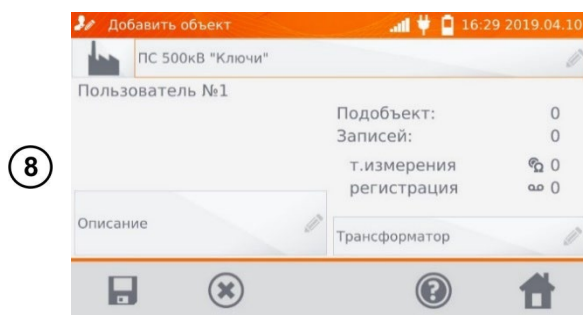 Добавить объект 16:29 2019.04.10
ПС 500кВ "Ключи"
Пользователь №1
Подобъект: 0
Записей: 0
т.измерения 0
регистрация 0
8
Описание
Трансформатор